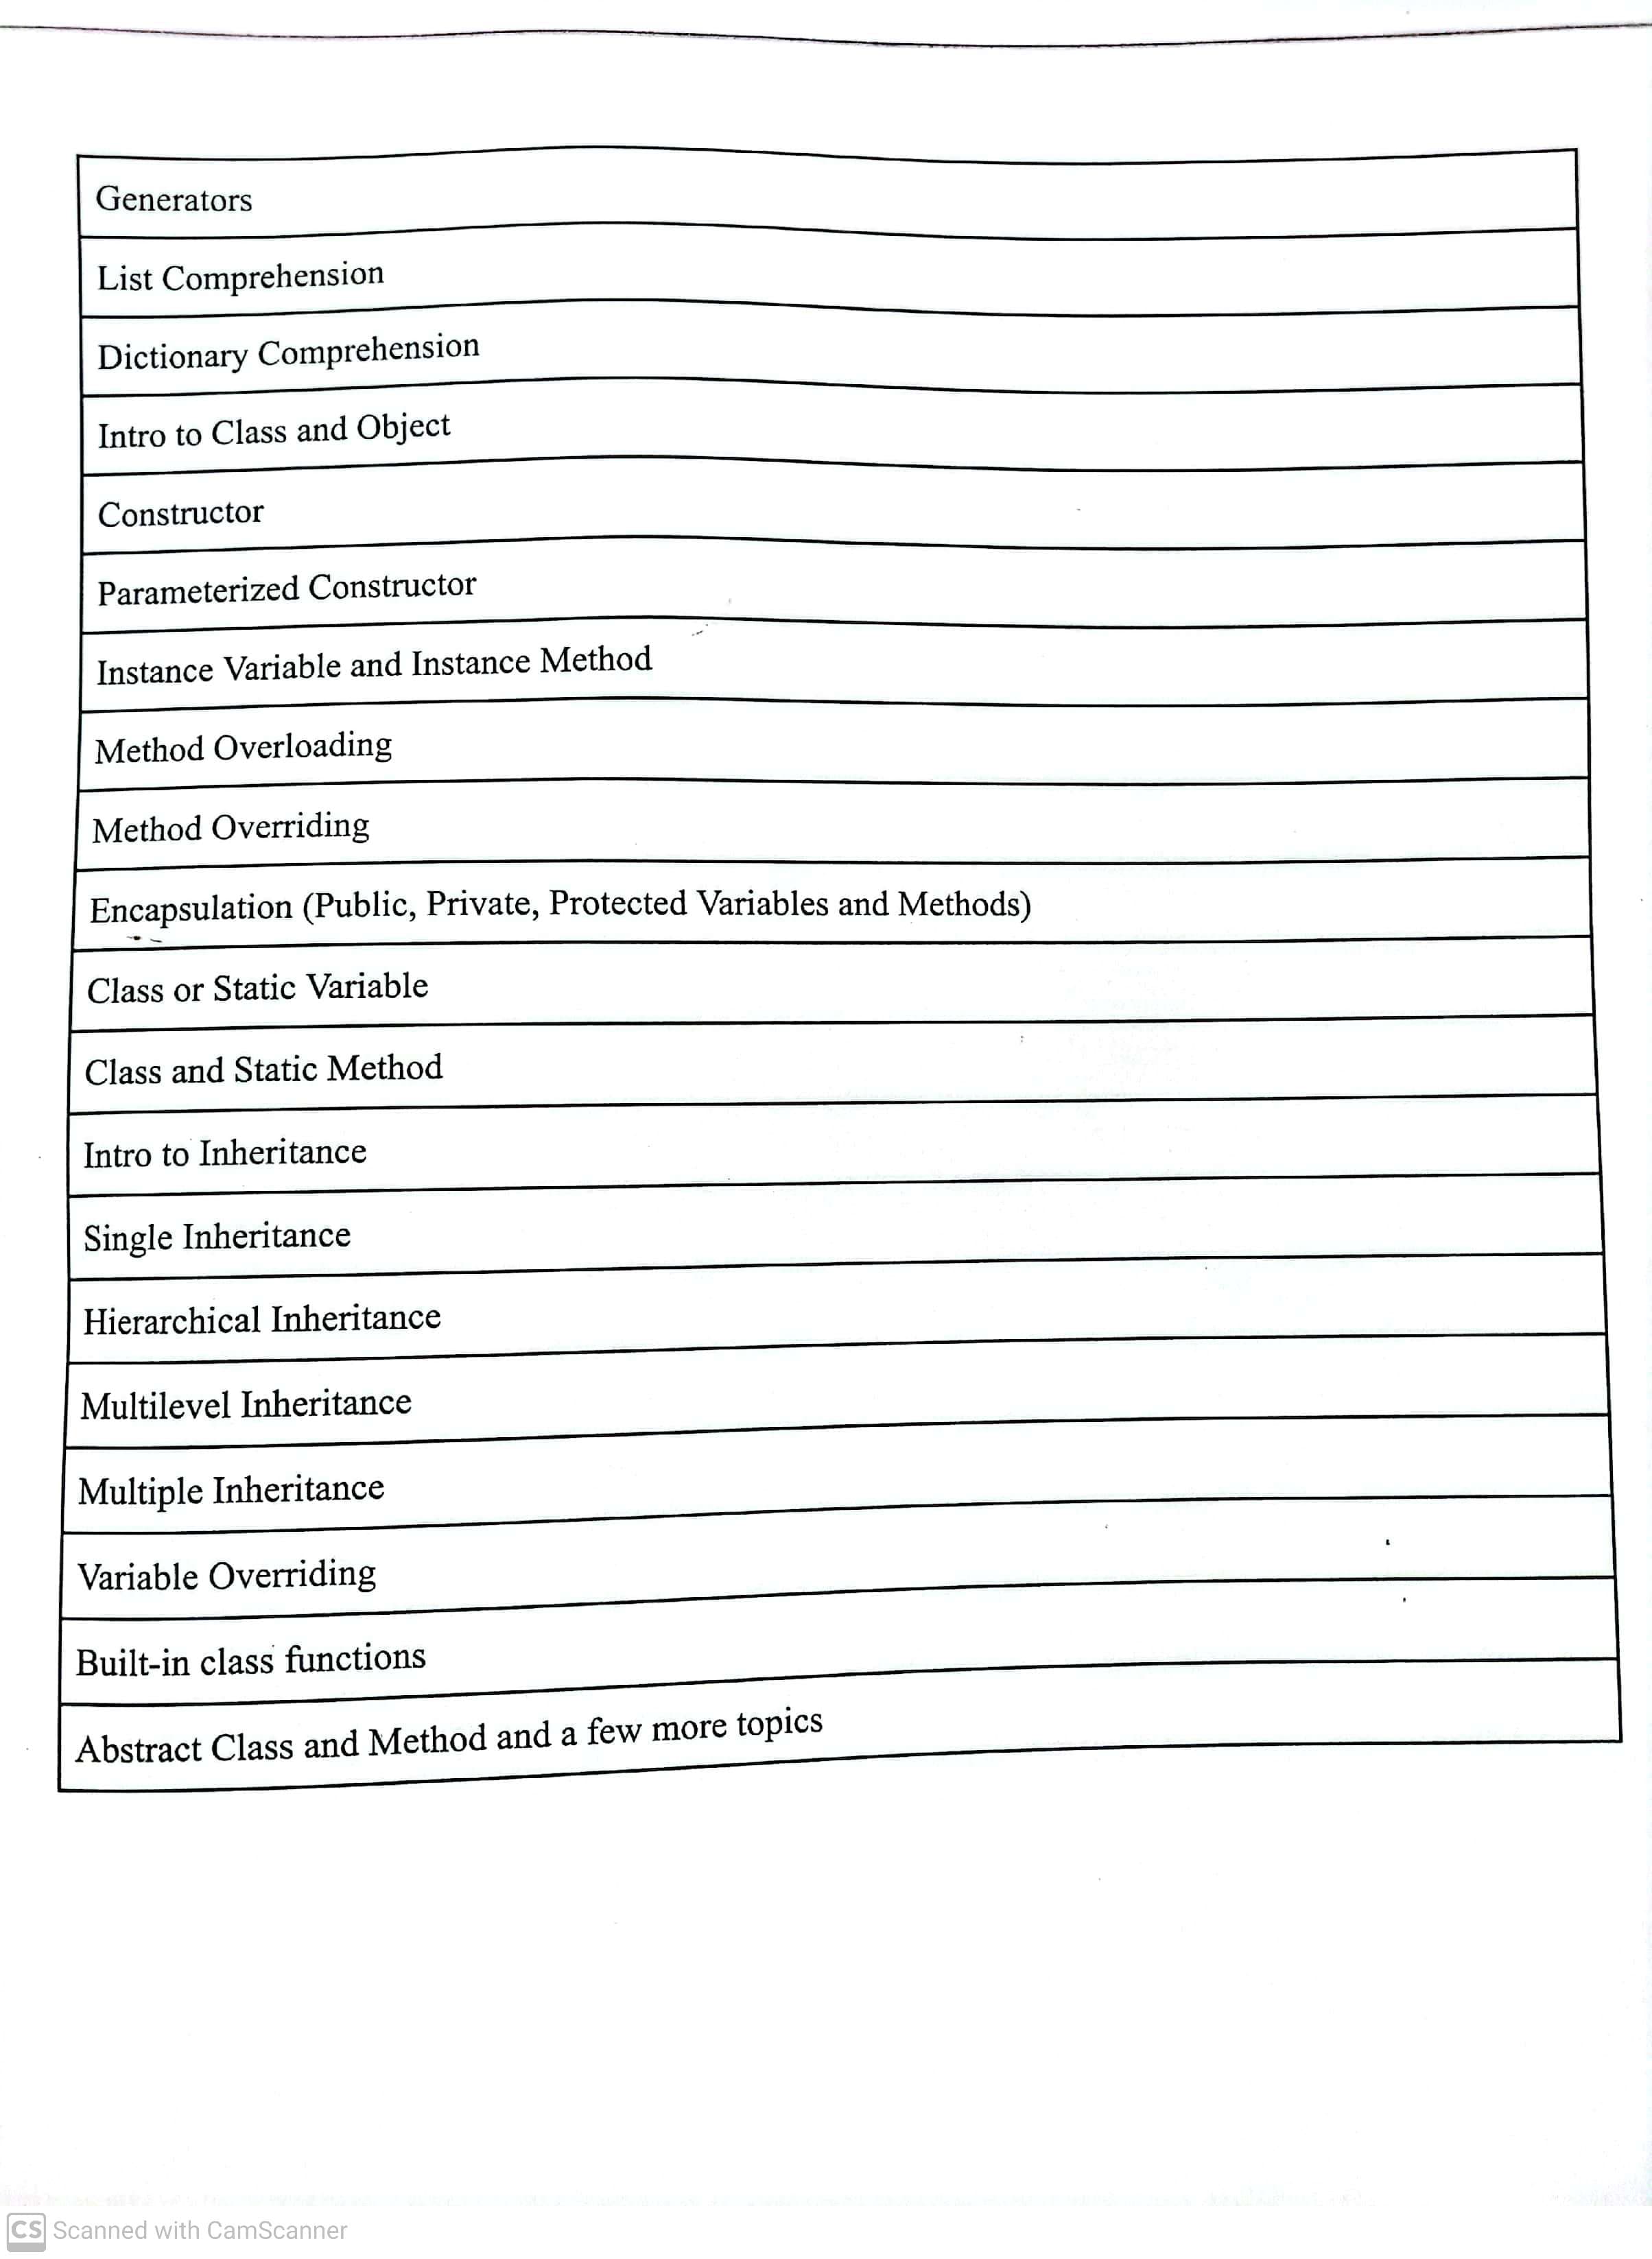 Generators
List Comprehension
Dictionary Comprehension
Intro to Class and Object
Constructor
Parameterized Constructor
Instance Variable and Instance Method
Method Overloading
Method Overriding
Encapsulation (Public, Private, Protected Variables and Methods)
Class or Static Variable
Class and Static Method
Intro to Inheritance
Single Inheritance
Hierarchical Inheritance
Multilevel Inheritance
Multiple Inheritance
Variable Overriding
Built-in class functions
Abstract Class and Method and a few more topics
CS Scanned with CamScanner